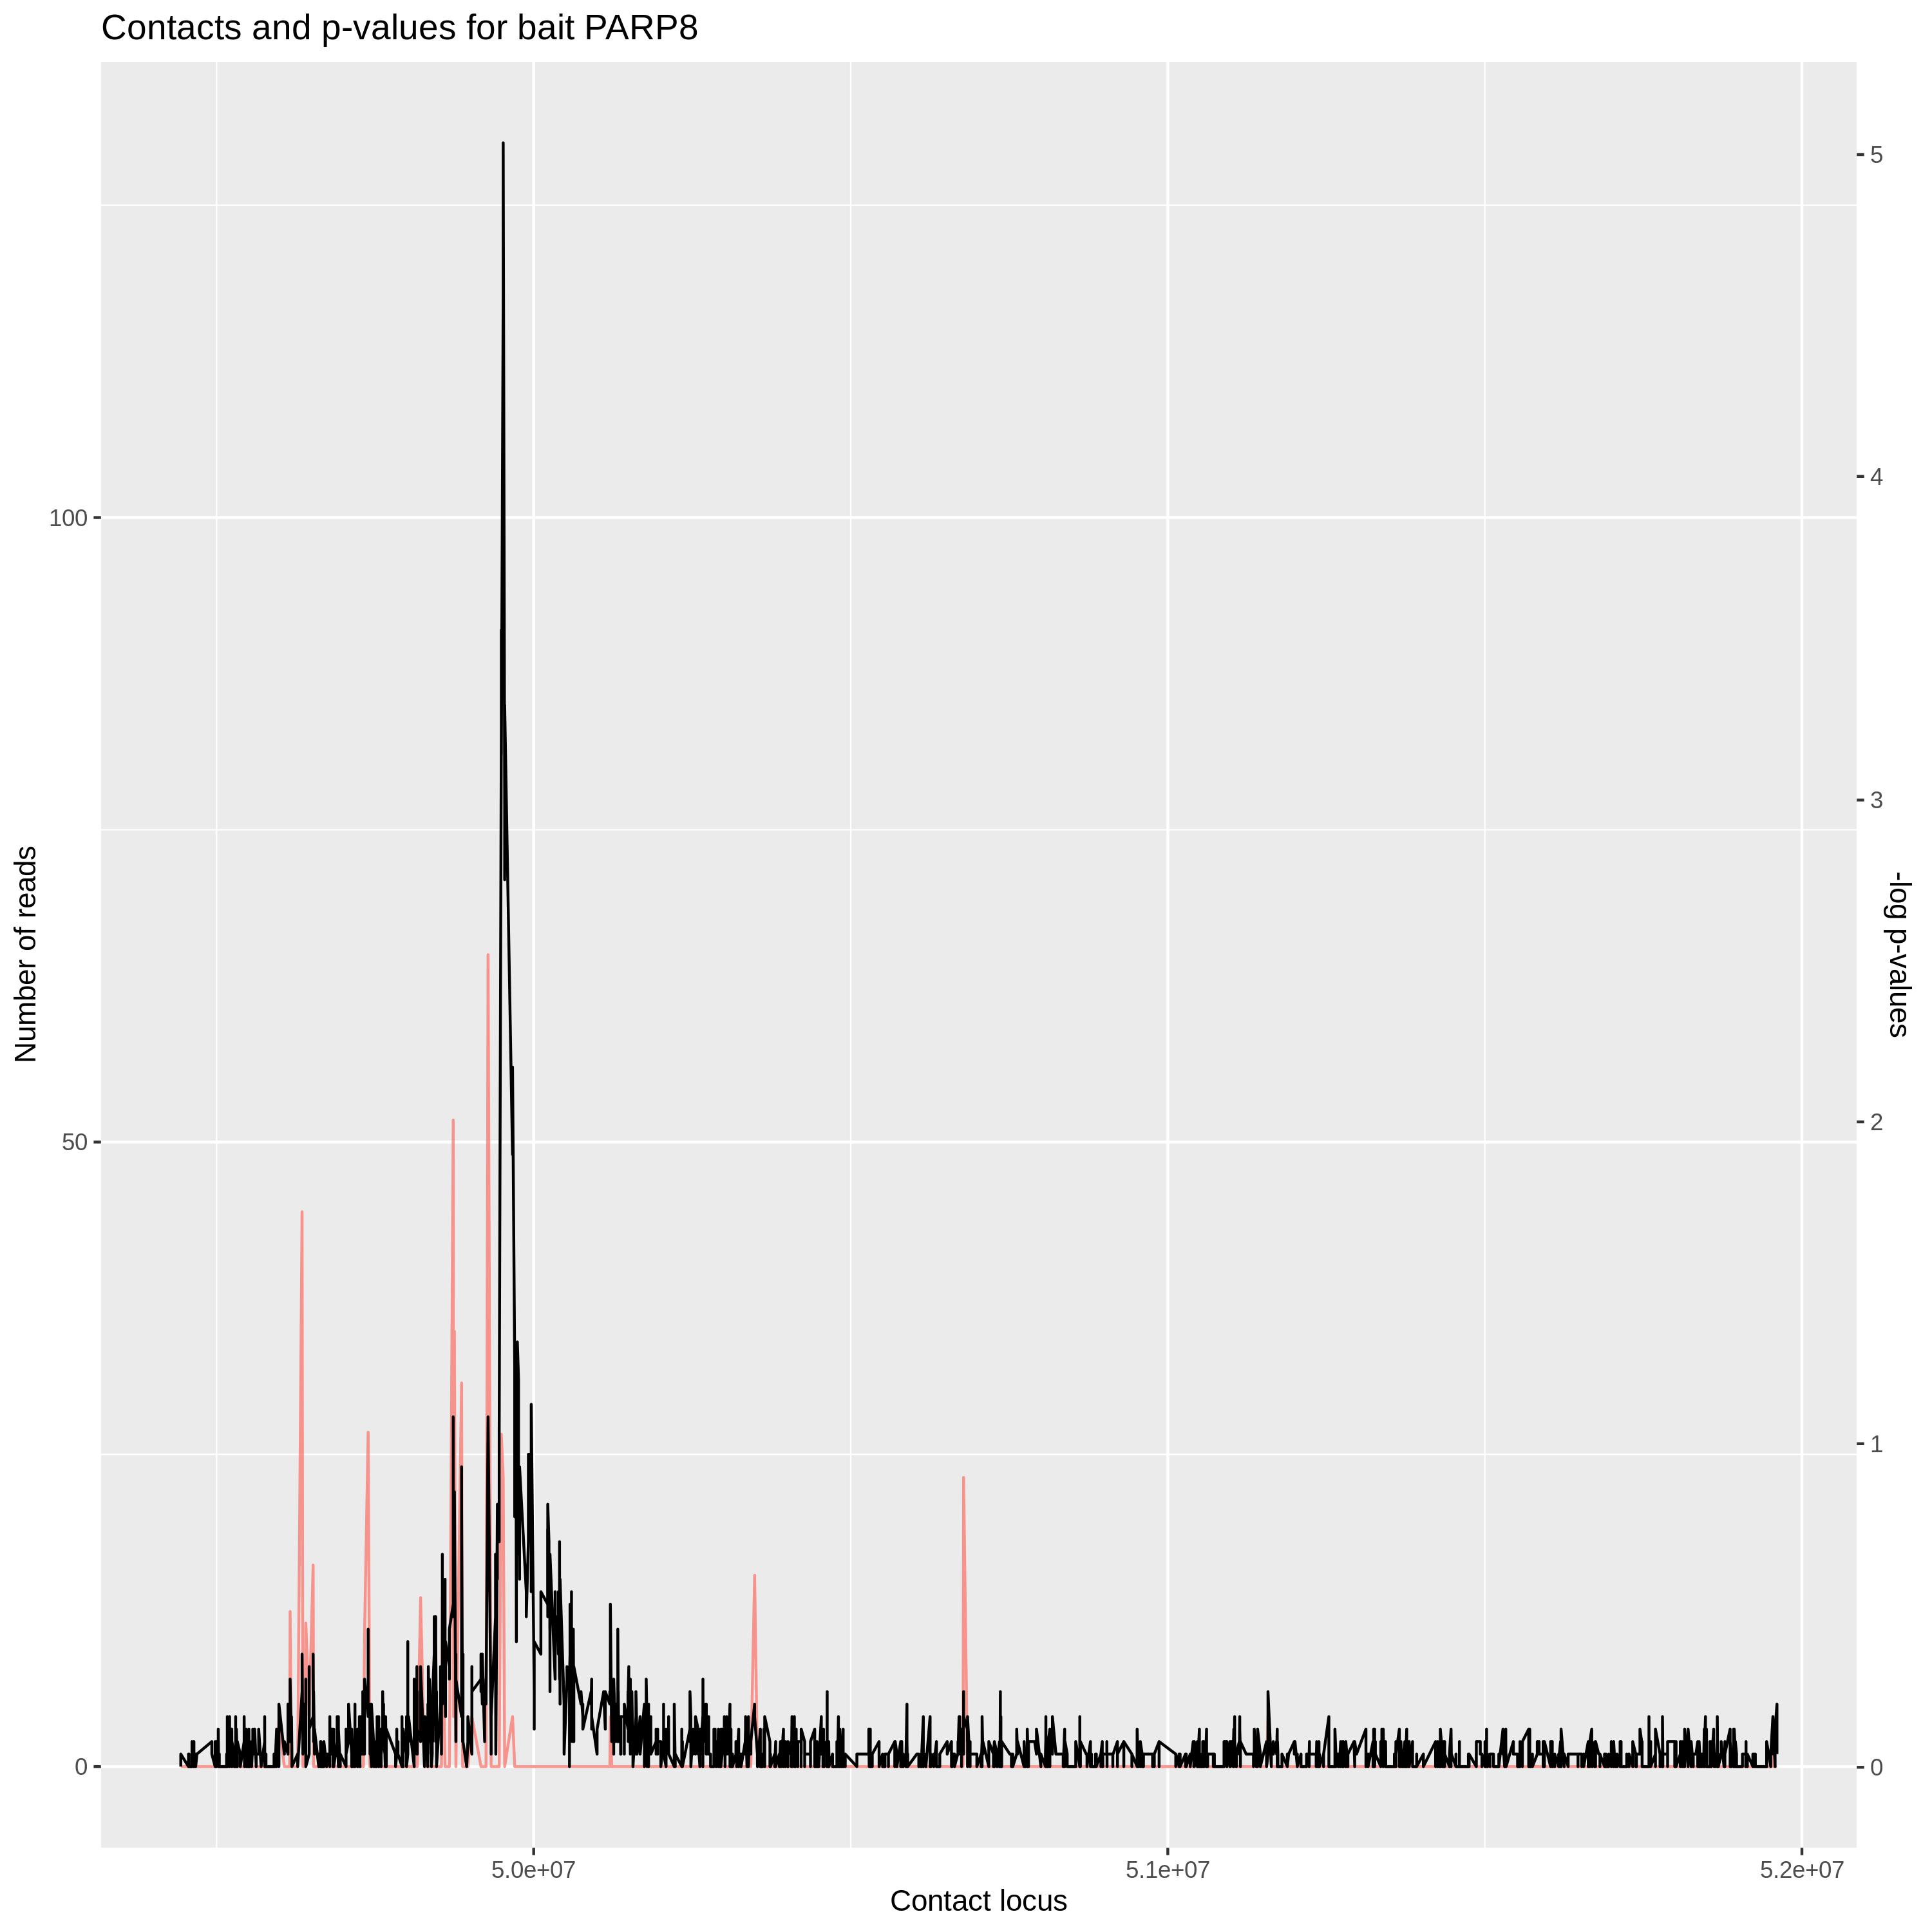 Contacts and p-values for bait PARP8
Number of reads
100
50
0
5
4
3
2
1
0
-log p-values
5.0e+07
5.1e+07
5.2e+07
Contact locus